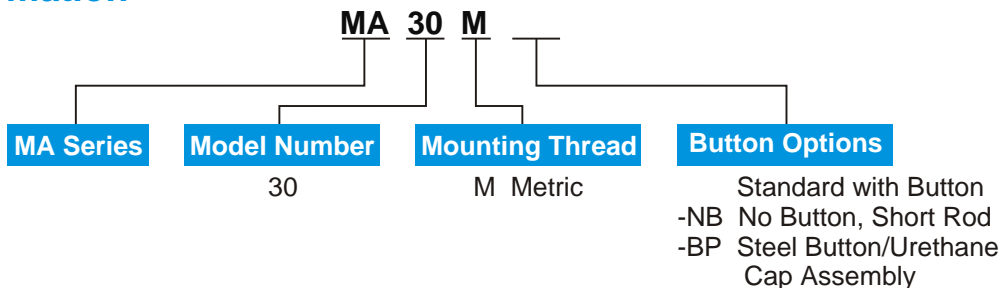 MA 30 M
MA Series
Model Number
Mounting Thread
Button Options
30
M Metric
Standard with Button
-NB No Button, Short Rod
-BP Steel Button/Urethane
Cap Assembly